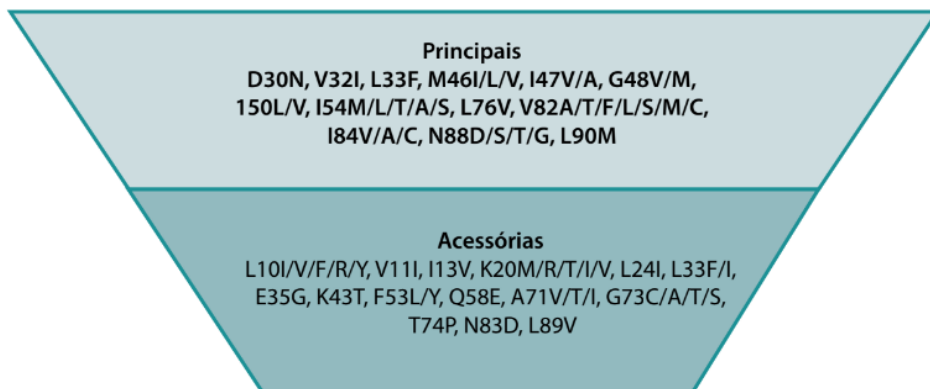 Principais
D30N, V32I, L33F, M46I/L/V, I47V/A, G48V/M,
150L/V, I54M/L/T/A/S, L76V, V82A/T/F/L/S/M/C,
I84V/A/C, N88D/S/T/G, L90M
Acessórias
L10I/V/F/R/Y, V11I, I13V, K20M/R/T/I/V, L24I, L33F/I,
E35G, K43T, F53L/Y, Q58E, A71V/T/I, G73C/A/T/S,
T74P, N83D, L89V